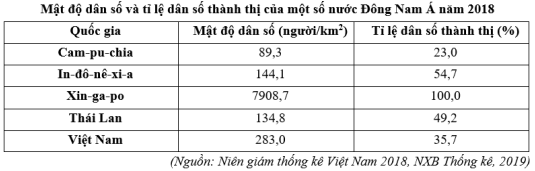 Mật độ dân số và tỉ lệ dân số thành thị của một số nước Đông Nam Á năm 2018
Quốc gia Mật độ dân số (người/km²) Tỉ lệ dân số thành thị (%)
Cam-pu-chia 89,3 23,0
In-đô-nê-xi-a 144,1 54,7
Xin-ga-po 7908,7 100,0
Thái Lan 134,8 49,2
Việt Nam 283,0 35,7
(Nguồn: Niên giám thống kê Việt Nam 2018, NXB Thống kê, 2019)